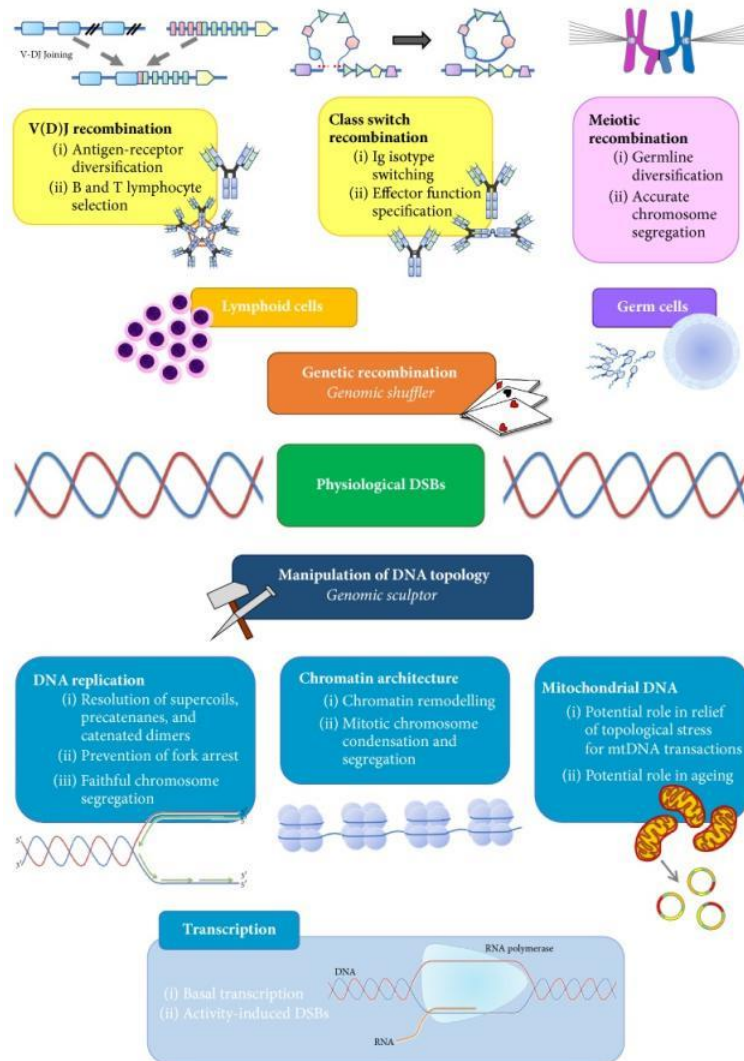 V-DJ Joining
V(D)J recombination
(i) Antigen-receptor
diversification
(ii) B and T lymphocyte
selection
Class switch
recombination
(i) Ig isotype
switching
(ii) Effector function
specification
Meiotic
recombination
(i) Germline
diversification
(ii) Accurate
chromosome
segregation
Lymphoid cells
Germ cells
Genetic recombination
Genomic shuffler
Physiological DSBs
Manipulation of DNA topology
Genomic sculptor
DNA replication
(i) Resolution of supercoils,
precatenanes, and
catenated dimers
(ii) Prevention of fork arrest
(iii) Faithful chromosome
segregation
Chromatin architecture
(i) Chromatin remodelling
(ii) Mitotic chromosome
condensation and
segregation
Mitochondrial DNA
(i) Potential role in relief
of topological stress
for mtDNA transactions
(ii) Potential role in ageing
Transcription
RNA polymerase
DNA
(i) Basal transcription
(ii) Activity-induced DSBs
RNA